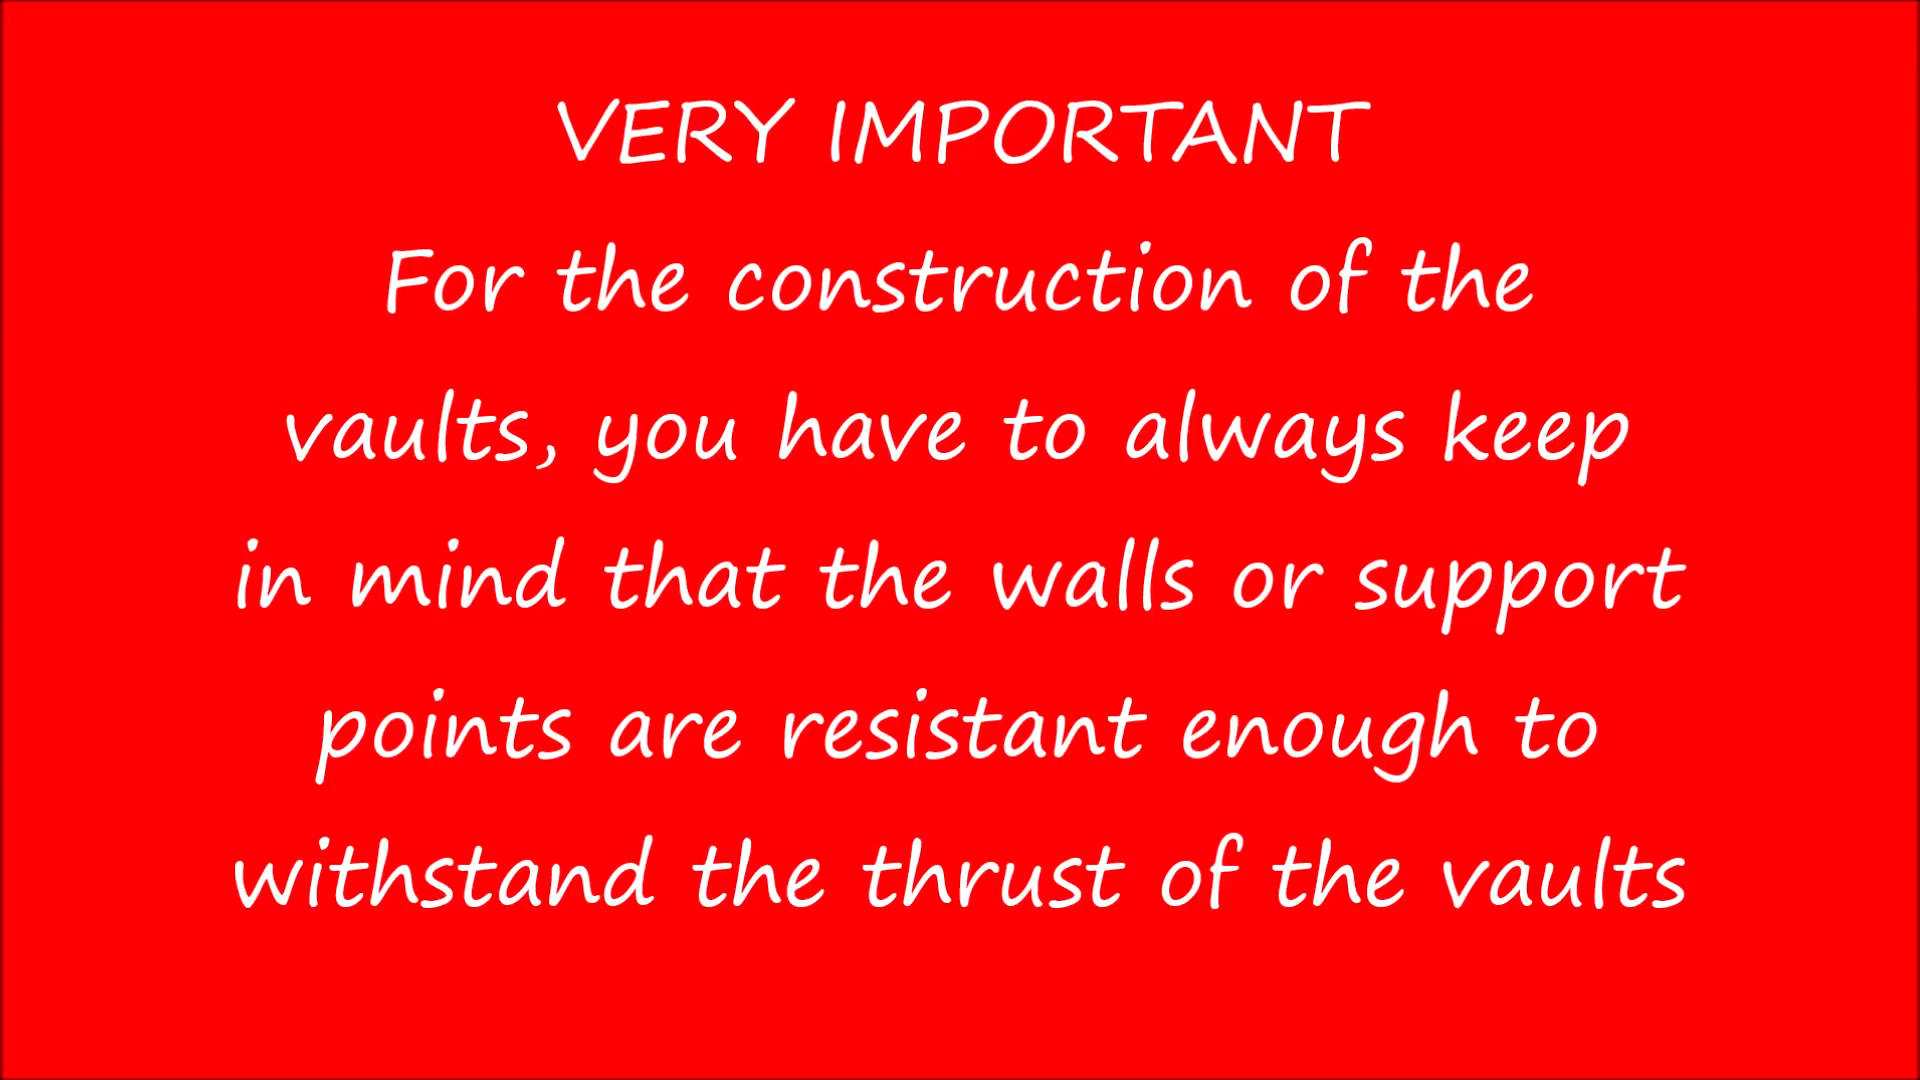 VERY IMPORTANT
For the construction of the
vaults, you have to always keep
in mind that the walls or support
points are resistant enough to
withstand the thrust of the vaults